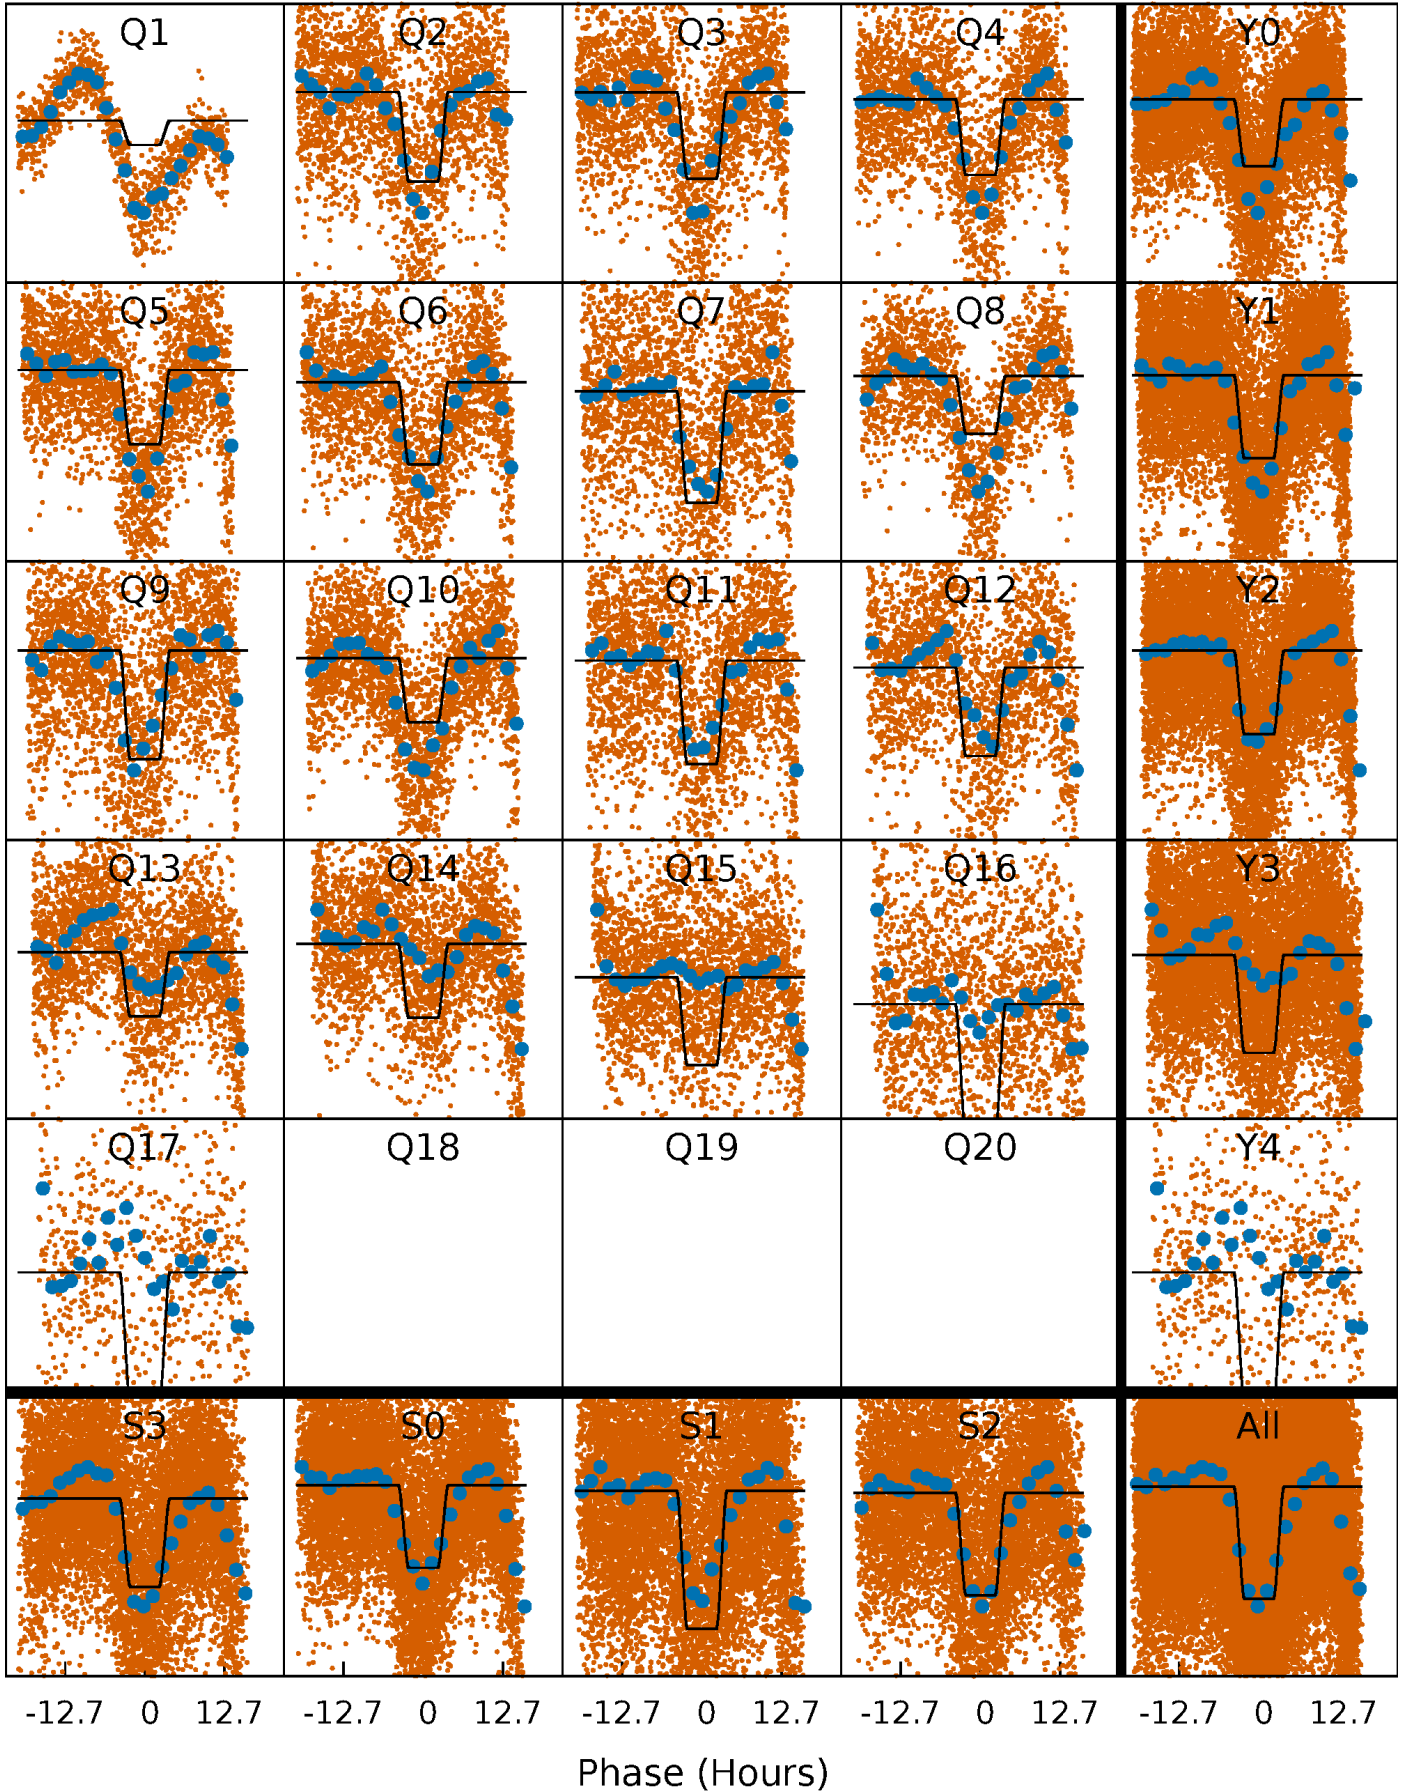 Q1 Q2 Q3 Q4 Y0
Q5 Q6 Q7 Q8 Y1
Q9 Q10 Q11 Q12 Y2
Q13 Q14 Q15 Q16 Y3
Q17 Q18 Q19 Q20 Y4
S3 S0 S1 S2 All
-12.7 0 12.7 -12.7 0 12.7 -12.7 0 12.7 -12.7 0 12.7 -12.7 0 12.7
Phase (Hours)